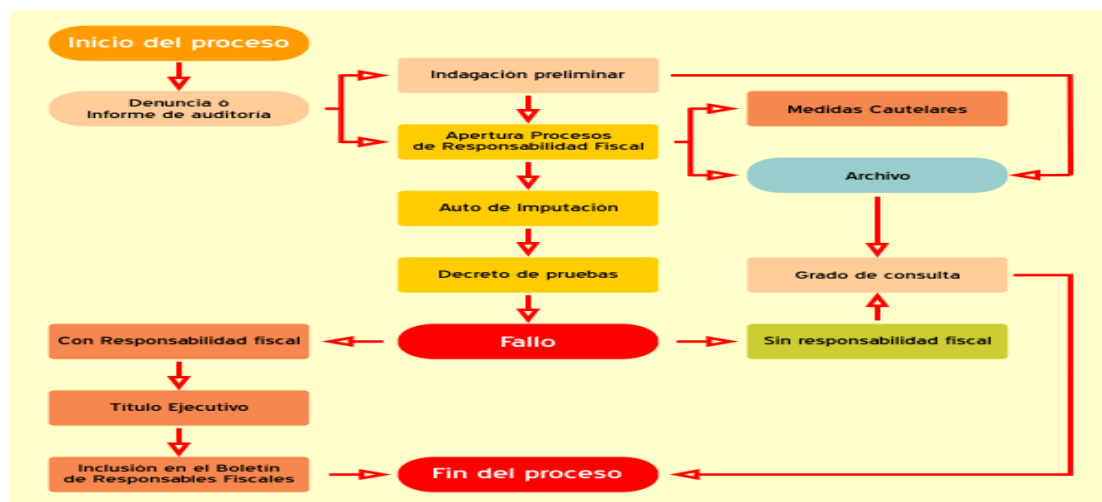 Inicio del proceso
Denuncia ó
Informe de auditoría
Indagación preliminar
Apertura Procesos
de Responsabilidad Fiscal
Medidas Cautelares
Archivo
Auto de Imputación
Decreto de pruebas
Grado de consulta
Con Responsabilidad fiscal
Fallo
Sin responsabilidad fiscal
Título Ejecutivo
Inclusión en el Boletín
de Responsables Fiscales
Fin del proceso